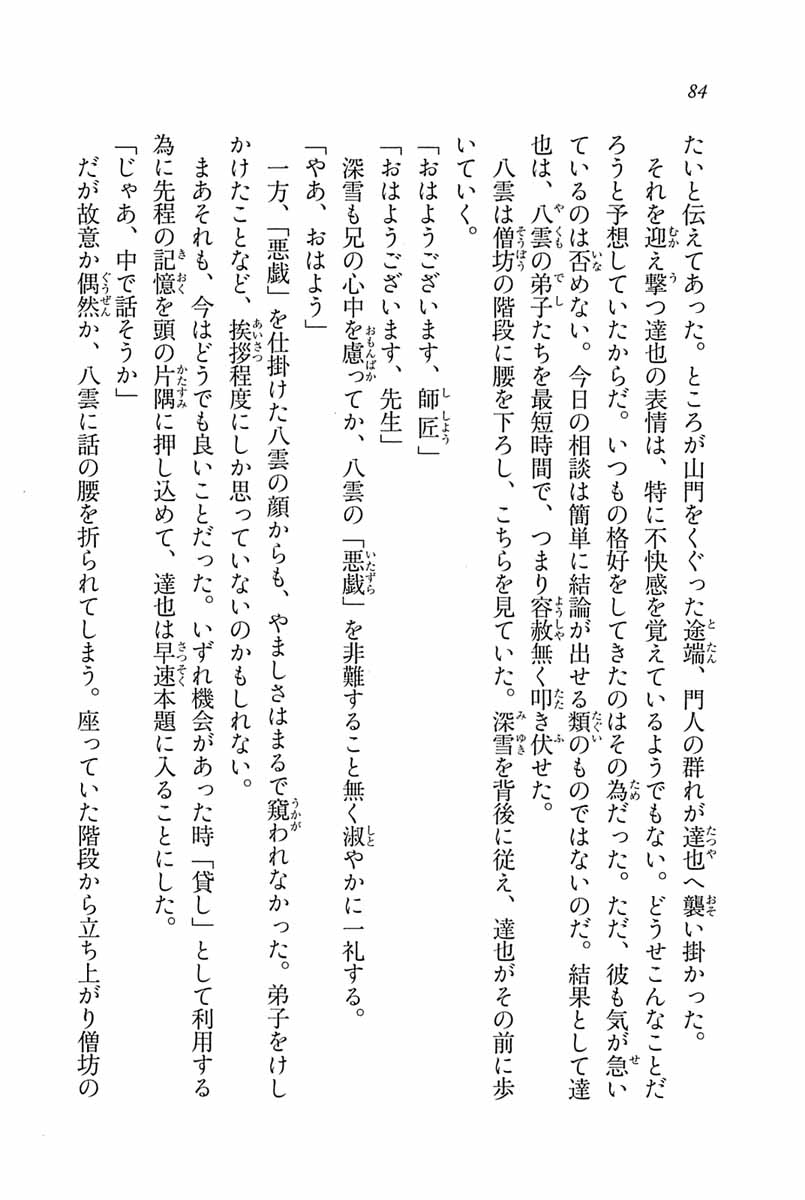 84
たいと伝えてあった。ところが山門をくぐった途端、門人の群れが達也へ襲い掛かった。
それを迎え撃つ達也の表情は、特に不快感を覚えているようでもない。どうせこんなことだ
ろうと予想していたからだ。いつもの格好をしてきたのはその為だった。ただ、彼も気が急い
ているのは否めない。今日の相談は簡単に結論が出せる類のものではないのだ。結果として達
也は、八雲の弟子たちを最短時間で、つまり容赦無く叩き伏せた。
八雲は僧坊の階段に腰を下ろし、こちらを見ていた。深雪を背後に従え、達也がその前に歩
いていく。
「おはようございます、師匠」
「おはようございます、先生」
深雪も兄の心中を慮ってか、八雲の「悪戯」を非難すること無く淑やかに一礼する。
「やあ、おはよう」
一方、「悪戯」を仕掛けた八雲の顔からも、やましさはまるで窺われなかった。弟子をけし
かけたことなど、挨拶程度にしか思っていないのかもしれない。
まあそれも、今はどうでも良いことだった。いずれ機会があった時「貸し」として利用する
為に先程の記憶を頭の片隅に押し込めて、達也は早速本題に入ることにした。
「じゃあ、中で話そうか」
だが故意か偶然か、八雲に話の腰を折られてしまう。座っていた階段から立ち上がり僧坊の